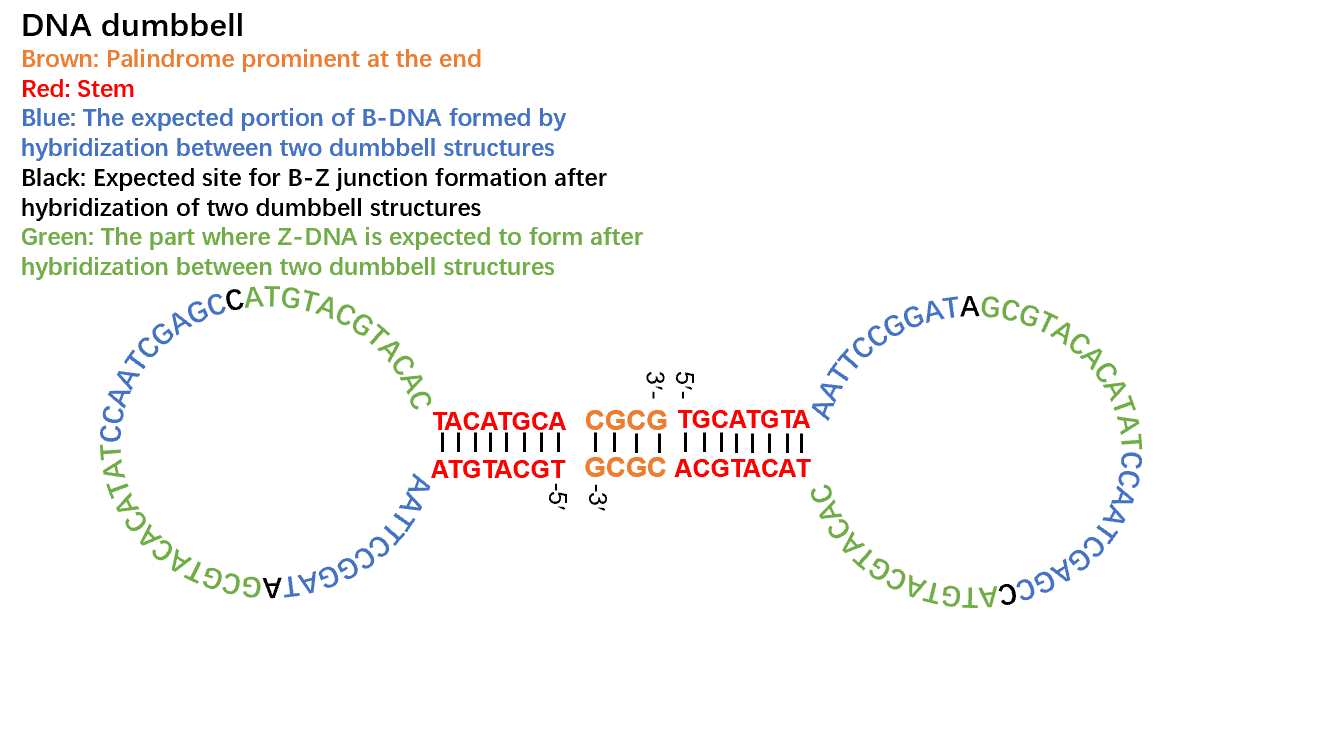 DNA dumbbell
Brown: Palindrome prominent at the end
Red: Stem
Blue: The expected portion of B-DNA formed by
hybridization between two dumbbell structures
Black: Expected site for B-Z junction formation after
hybridization of two dumbbell structures
Green: The part where Z-DNA is expected to form after
hybridization between two dumbbell structures
AATTCCGGATAGCGTACACATATCCAATCGAGCCATGTACGTACAC
3'- 5'-
TACATGCA CGCG TGCATGTA
ATGTACGT GCGC ACGTACAT
-5' -3'
AATTCCGGATAGCGTACACATATCCAATCGAGCCATGTACGTACAC